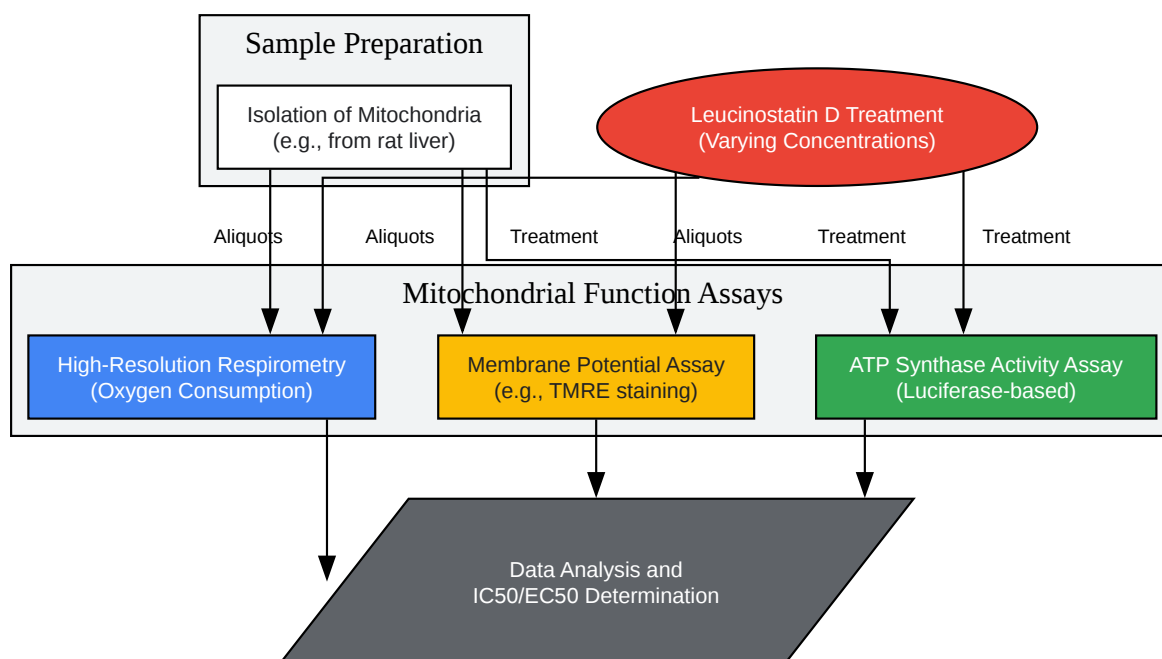 Sample Preparation
Isolation of Mitochondria
(e.g., from rat liver)
Leucinostatin D Treatment
(Varying Concentrations)
Aliquots
Aliquots
Treatment
Aliquots
Treatment
Treatment
Mitochondrial Function Assays
High-Resolution Respirometry
(Oxygen Consumption)
Membrane Potential Assay
(e.g., TMRE staining)
ATP Synthase Activity Assay
(Luciferase-based)
Data Analysis and
IC50/EC50 Determination